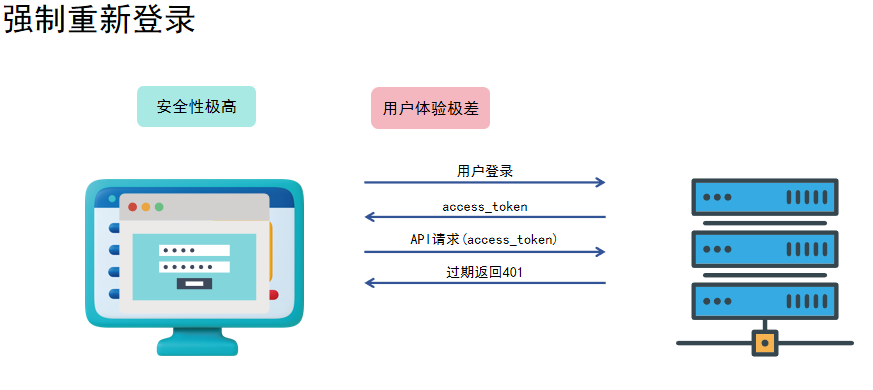 强制重新登录
安全性极高
用户体验极差
用户登录
access_token
API请求(access_token)
过期返回401